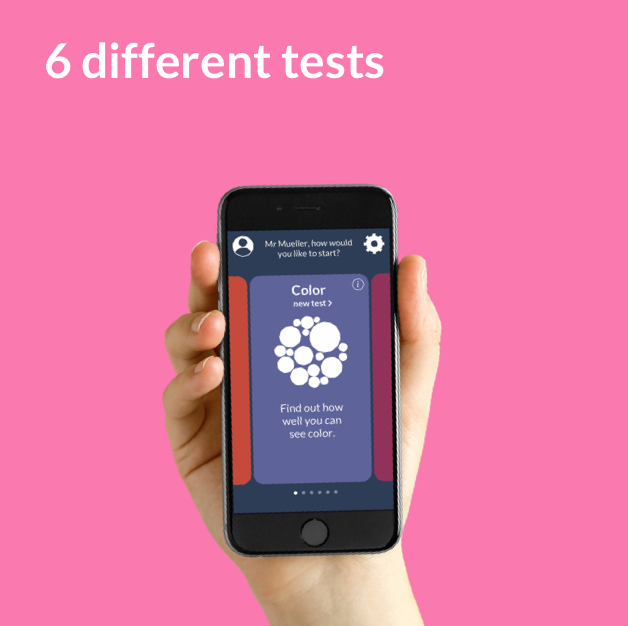 6 different tests
Mr Mueller, how would
you like to start?
Color
new test >
Find out how
well you can
see color.